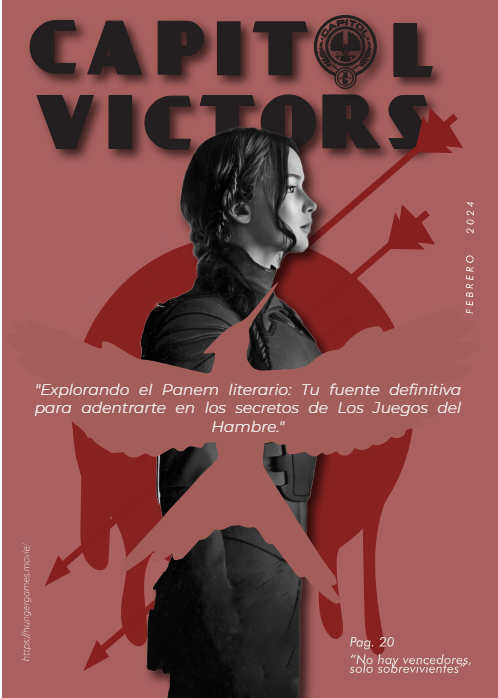 CAPITOL
VICTORS
CAPITOL
FEBRERO 2024
"Explorando el Panem literario: Tu fuente definitiva
para adentrarte en los secretos de Los Juegos del
Hambre."
https://hungergames.movie/
Pag. 20
"No hay vencedores,
solo sobrevivientes"